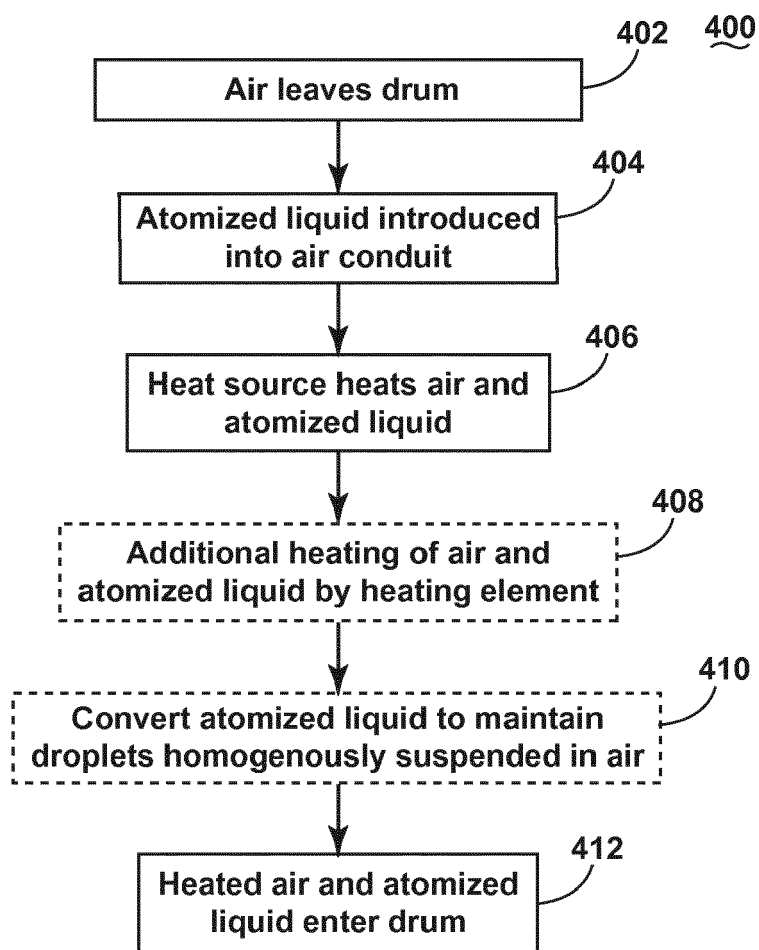 402
400
Air leaves drum
404
Atomized liquid introduced
into air conduit
406
Heat source heats air and
atomized liquid
408
Additional heating of air and
atomized liquid by heating element
410
Convert atomized liquid to maintain
droplets homogenously suspended in air
412
Heated air and atomized
liquid enter drum